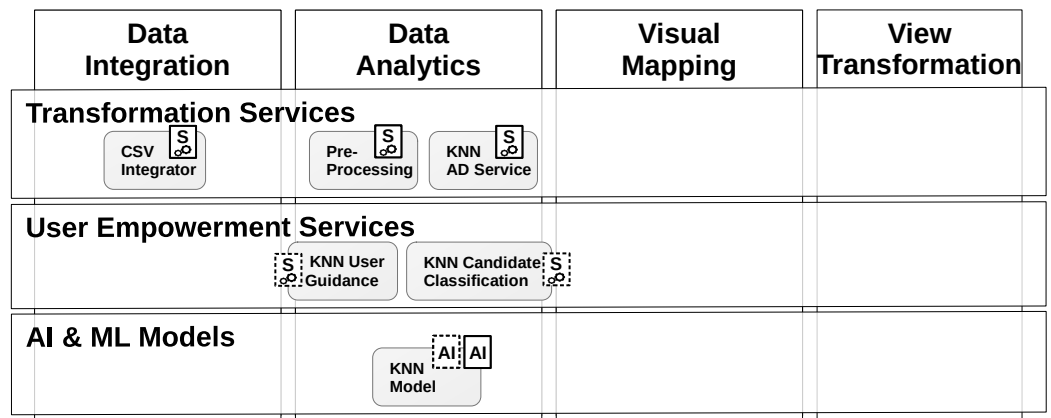 Data
Integration
Data
Analytics
Visual
Mapping
View
Transformation
Transformation Services
S
CSV
Integrator
S
Pre-
Processing
S
KNN
AD Service
User Empowerment Services
S
KNN User
Guidance
KNN Candidate
Classification
S
AI & ML Models
AI
AI
KNN
Model